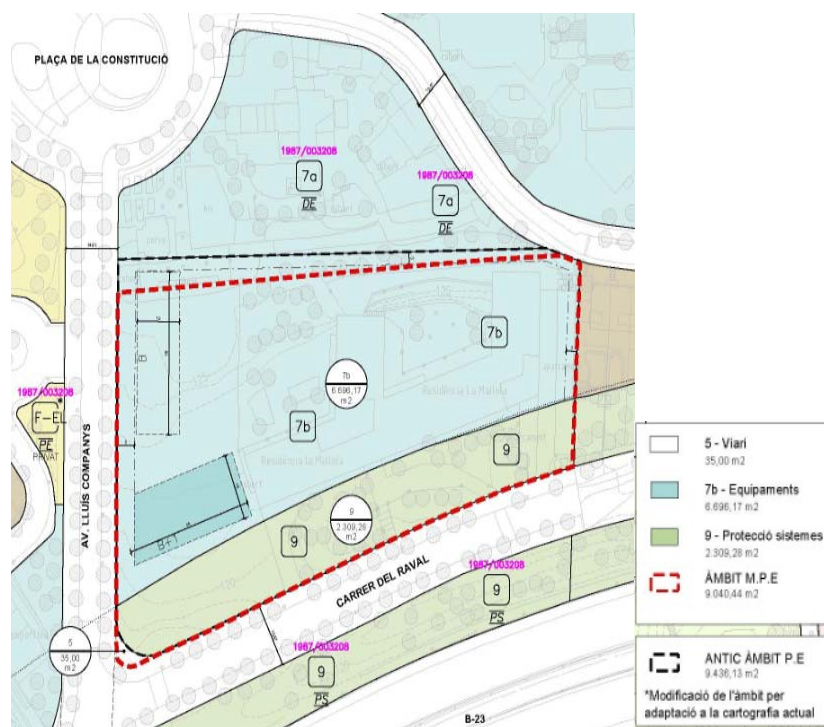 PLAÇA DE LA CONSTITUCIÓ
1987/003208
7a
DE
1987/003208
7a
DE
7b
7b
6.696,17
m2
B
Residència La Mallola
1987/003208
F-EL
PE
PRIVAT
7b
Residència La Mallola
AV. LLUÍS COMPANYS
B+1
9
9
2.309,28
m2
9
CARRER DEL RAVAL
1987/003208
9
PS
5
35,00
m2
1987/003208
9
PS
B-23
5 - Viari
35,00 m2
7b - Equipaments
6.696,17 m2
9 - Protecció sistemes
2.309,28 m2
ÀMBIT M.P.E
9.040,44 m2
ANTIC ÀMBIT P.E
9.436,13 m2
*Modificació de l'àmbit per
adaptació a la cartografia actual